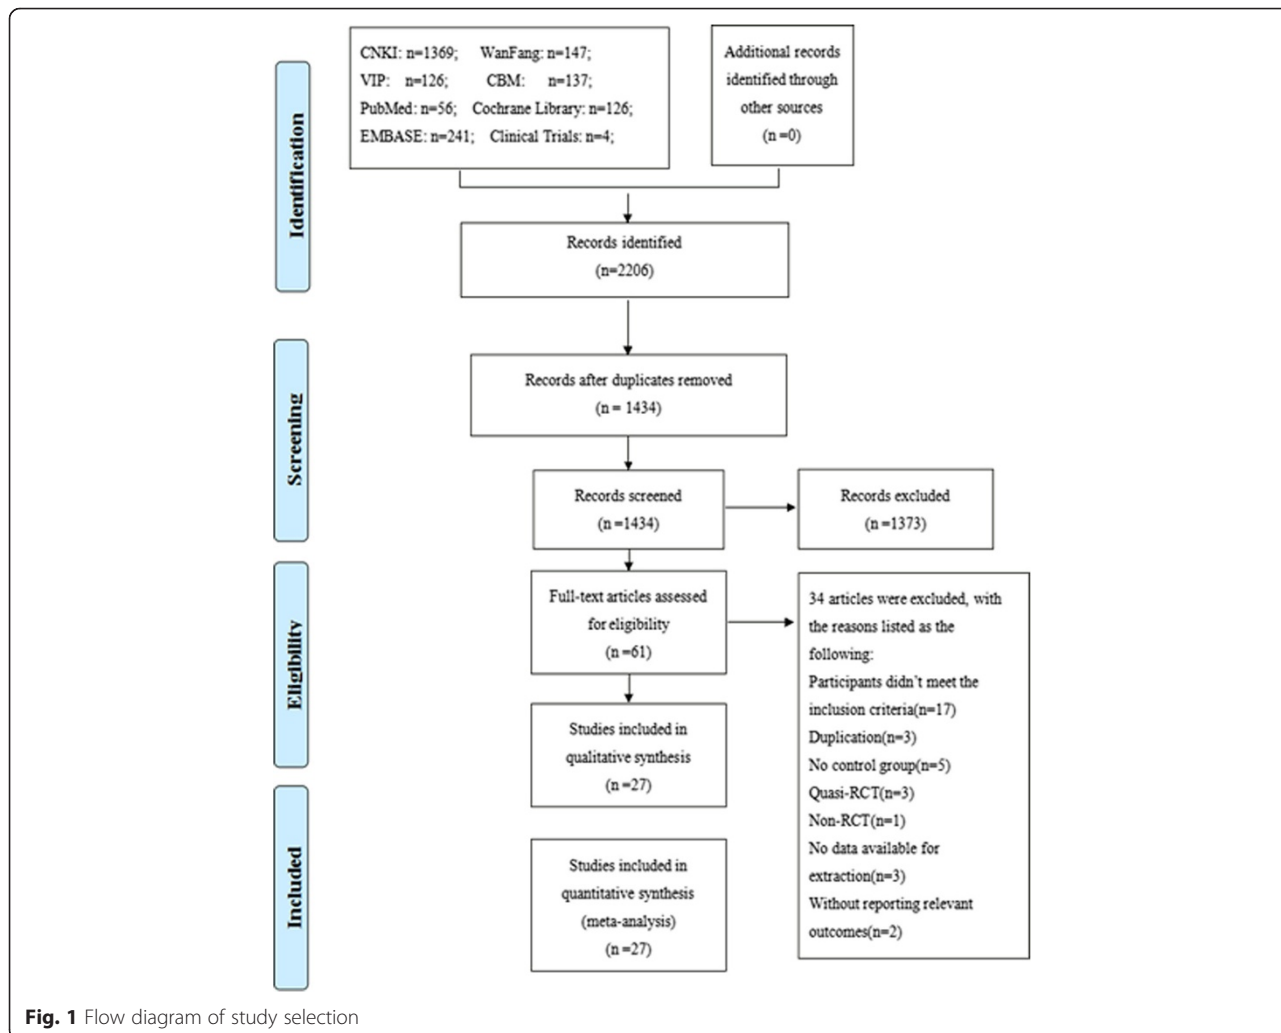 CNKI: n=1369; WanFang: n=147;
VIP: n=126; CBM: n=137;
PubMed: n=56; Cochrane Library: n=126;
EMBASE: n=241; Clinical Trials: n=4;
Additional records
identified through
other sources
(n =0)
Identification
Records identified
(n=2206)
Screening
Records after duplicates removed
(n = 1434)
Records screened
(n =1434)
Records excluded
(n =1373)
Eligibility
Full-text articles assessed
for eligibility
(n =61)
34 articles were excluded, with
the reasons listed as the
following:
Participants didn't meet the
inclusion criteria(n=17)
Duplication(n=3)
No control group(n=5)
Quasi-RCT(n=3)
Non-RCT(n=1)
No data available for
extraction(n=3)
Without reporting relevant
outcomes(n=2)
Studies included in
qualitative synthesis
(n =27)
Included
Studies included in
quantitative synthesis
(meta-analysis)
(n =27)
Fig. 1 Flow diagram of study selection